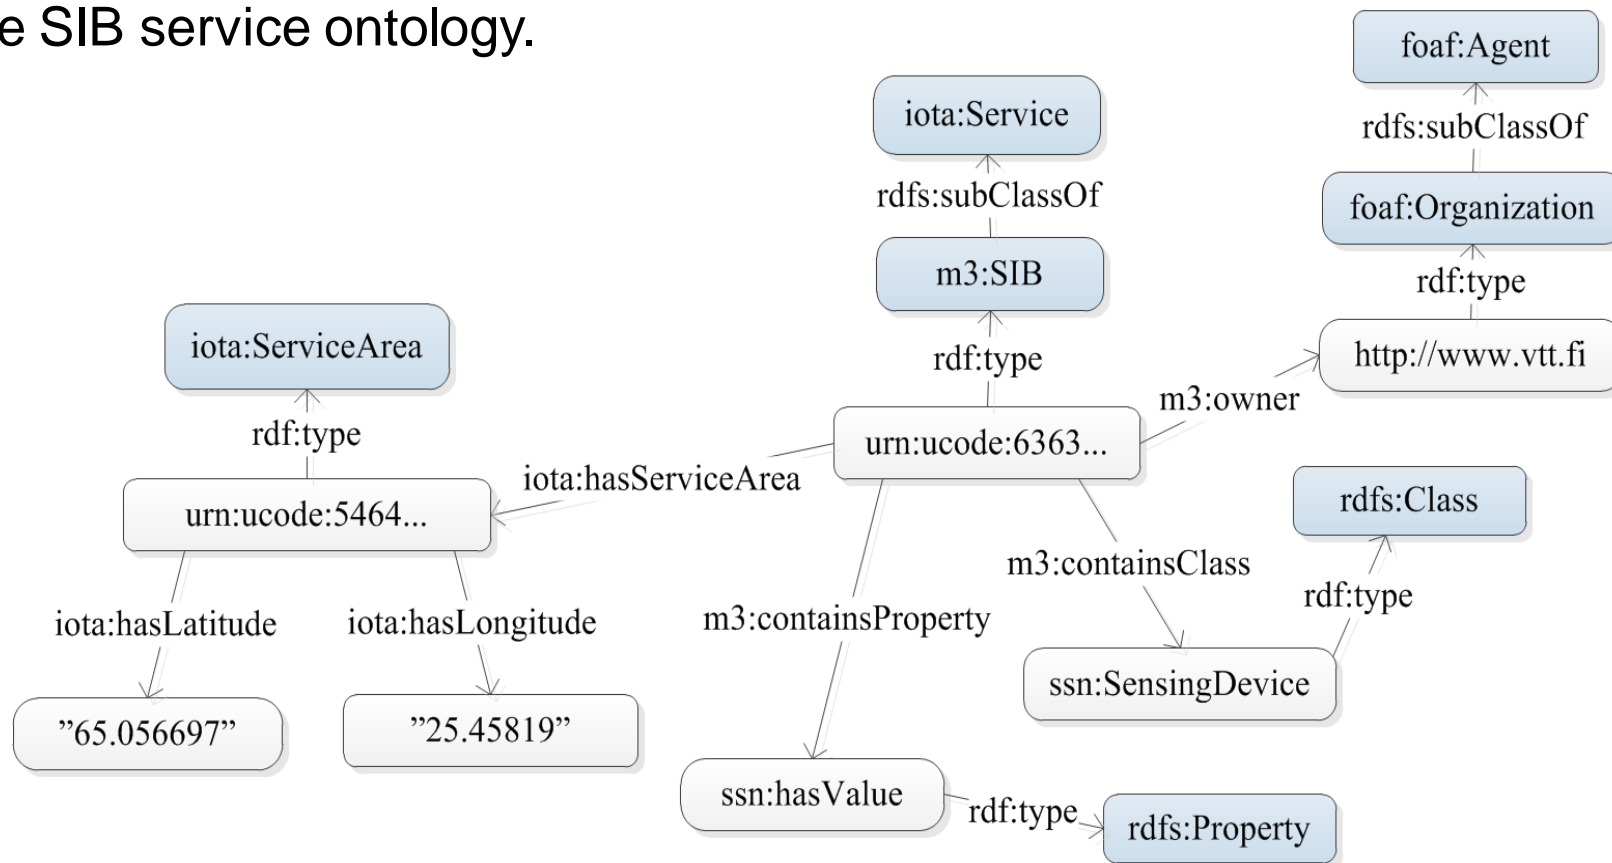 e SIB service ontology.
foaf:Agent
iota:Service
rdfs:subClassOf
rdfs:subClassOf
foaf:Organization
m3:SIB
rdf:type
iota:ServiceArea
rdf:type
http://www.vtt.fi
m3:owner
rdf:type
urn:ucode:6363...
iota:hasServiceArea
rdfs:Class
urn:ucode:5464...
m3:containsClass
rdf:type
iota:hasLatitude
iota:hasLongitude
m3:containsProperty
ssn:SensingDevice
”65.056697”
”25.45819”
ssn:hasValue
rdf:type
rdfs:Property